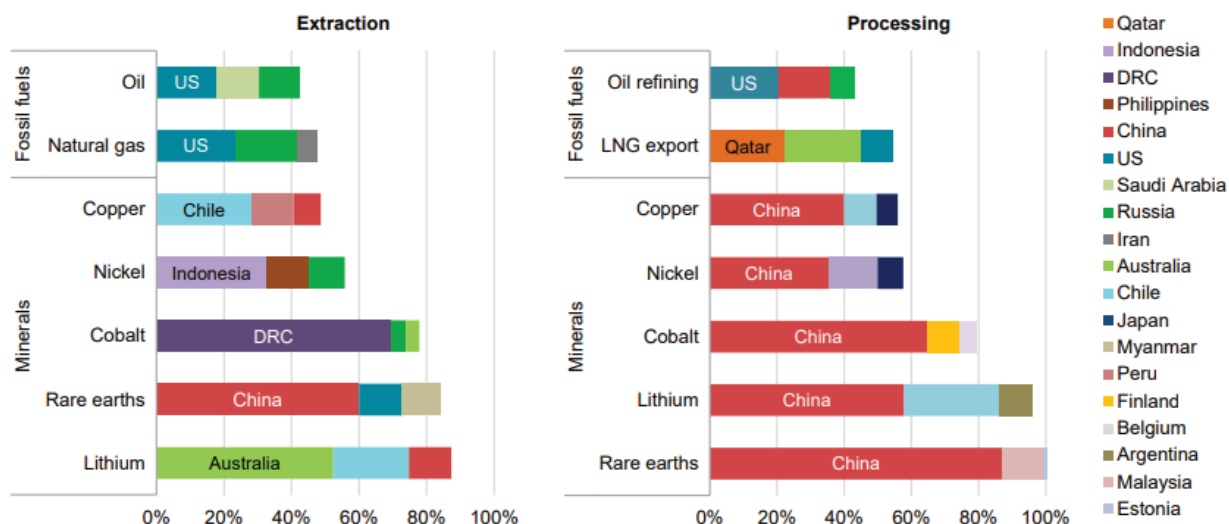 Extraction
Fossil fuels
Oil
US
Natural gas
US
Minerals
Copper
Chile
Nickel
Indonesia
Cobalt
DRC
Rare earths
China
Lithium
Australia
0% 20% 40% 60% 80% 100%
Processing
Fossil fuels
Oil refining
US
LNG export
Qatar
Minerals
Copper
China
Nickel
China
Cobalt
China
Lithium
China
Rare earths
China
0% 20% 40% 60% 80% 100%
Qatar
Indonesia
DRC
Philippines
China
US
Saudi Arabia
Russia
Iran
Australia
Chile
Japan
Myanmar
Peru
Finland
Belgium
Argentina
Malaysia
Estonia